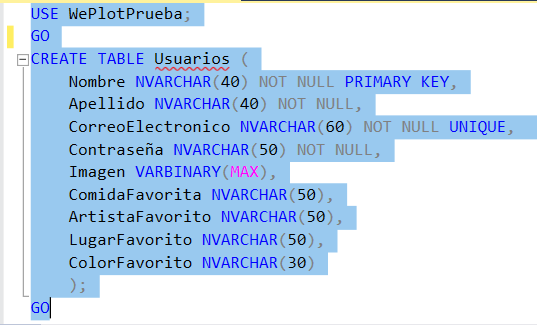 USE WePlotPrueba;
GO
CREATE TABLE Usuarios (
Nombre NVARCHAR(40) NOT NULL PRIMARY KEY,
Apellido NVARCHAR(40) NOT NULL,
CorreoElectronico NVARCHAR(60) NOT NULL UNIQUE,
Contraseña NVARCHAR(50) NOT NULL,
Imagen VARBINARY(MAX),
ComidaFavorita NVARCHAR(50),
ArtistaFavorito NVARCHAR(50),
LugarFavorito NVARCHAR(50),
ColorFavorito NVARCHAR(30)
);
GO